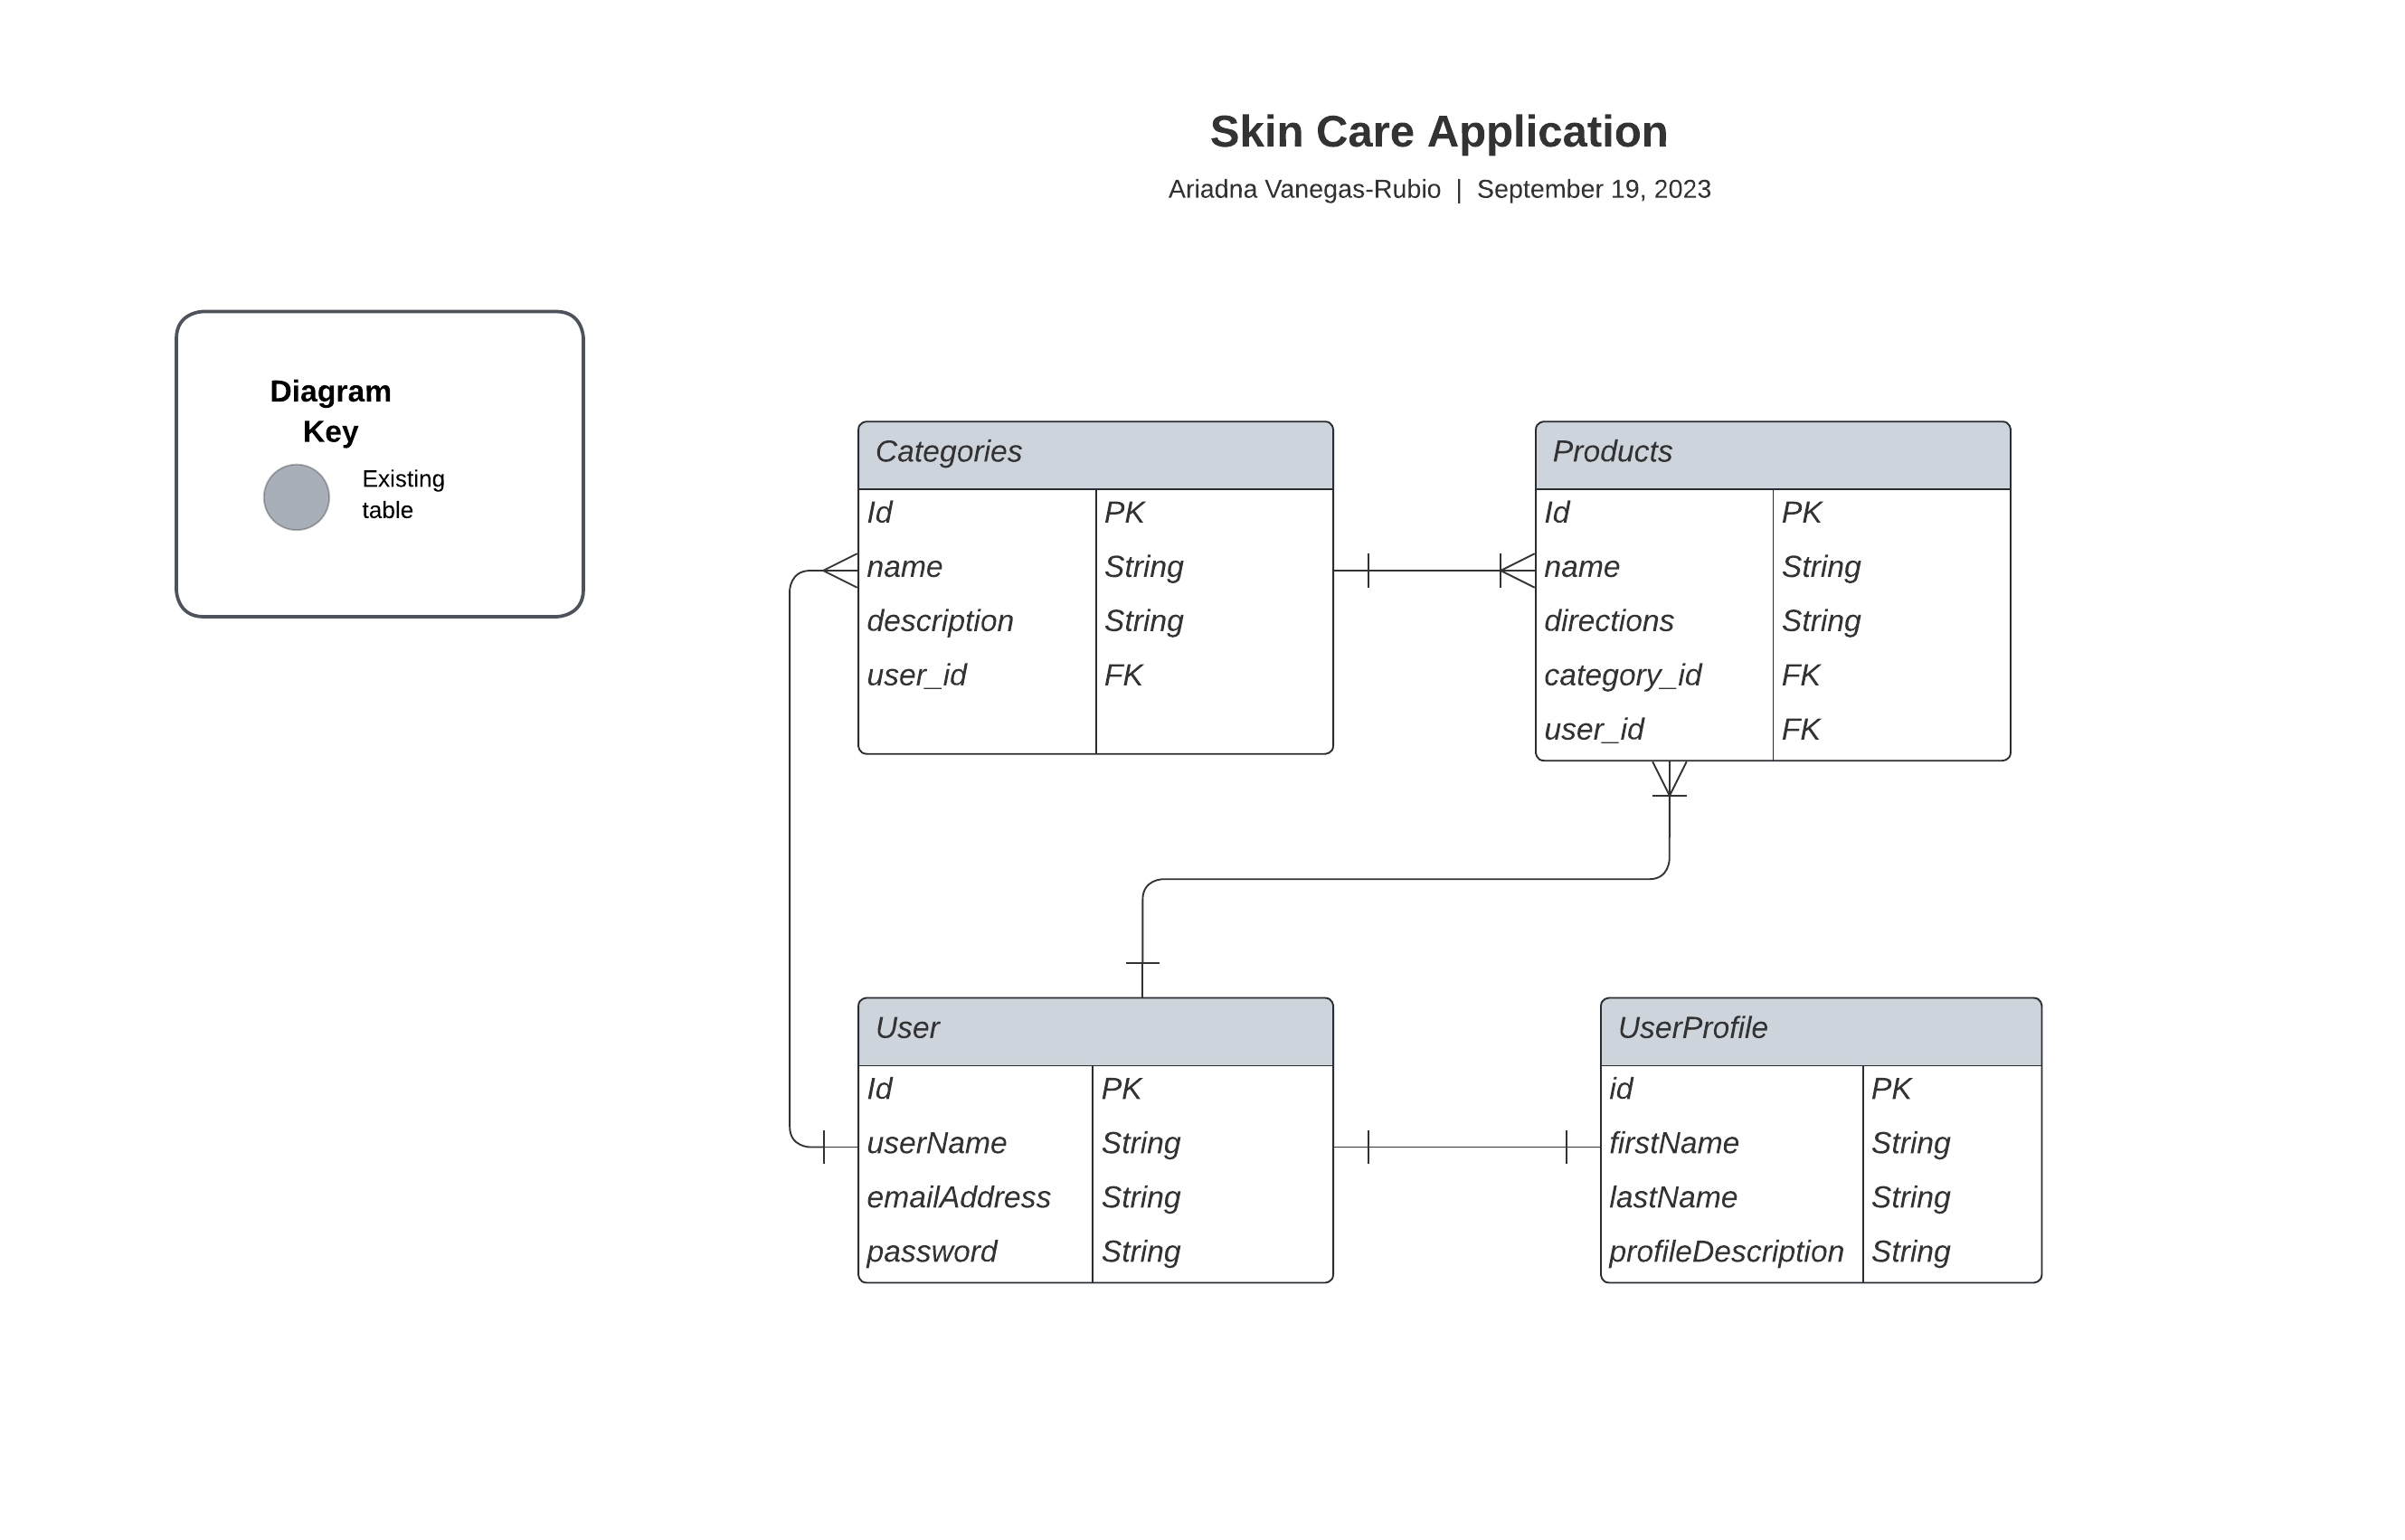 Skin Care Application
Ariadna Vanegas-Rubio | September 19, 2023
Diagram
Key
Existing
table
Categories
Id PK
name String
description String
user_id FK
Products
Id PK
name String
directions String
category_id FK
user_id FK
User
Id PK
userName String
emailAddress String
password String
UserProfile
id PK
firstName String
lastName String
profileDescription String